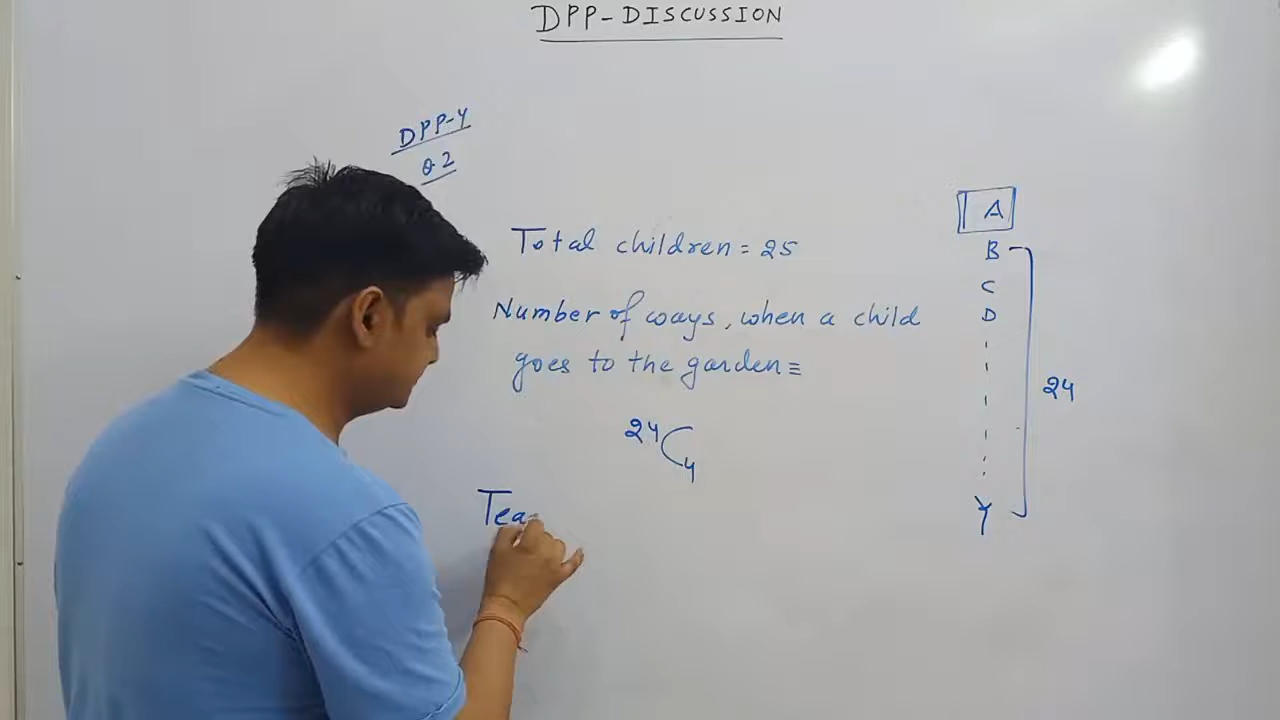 DPP-DISCUSSION
DPP-4
Q2
Total children = 25
Number of ways, when a child
goes to the garden =
24C4
Tea
A
B
C
D
24
Y